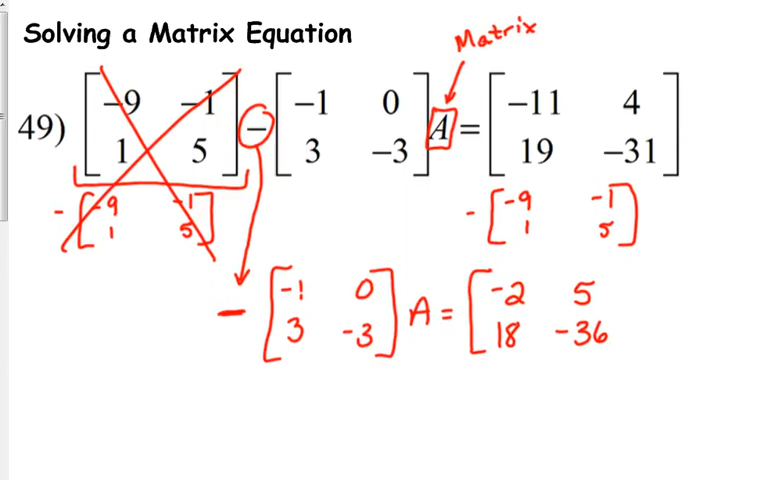 Solving a Matrix Equation
Matrix
49) [−9 −1] − [−1 0] A = [−11 4]
[1 5] [3 −3] [19 −31]
- [-9 -1] - [-9 -1]
[1 5] [1 5]
- [-1 0] A = [-2 5]
[3 -3] [18 -36]